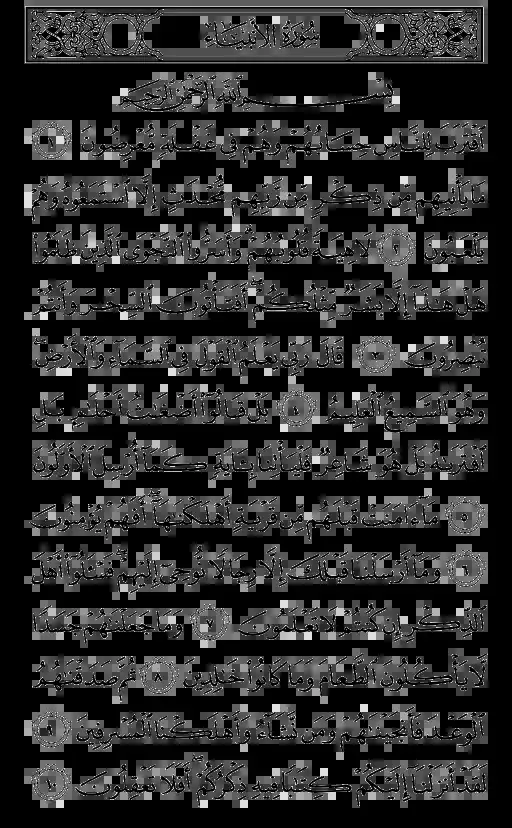 سُورَةُ الْأَنْبِيَاءِ
بِسْمِ ٱللَّهِ ٱلرَّحْمَٰنِ ٱلرَّحِيمِ
ٱقْتَرَبَ لِلنَّاسِ حِسَابُهُمْ وَهُمْ فِى غَفْلَةٍ مُّعْرِضُونَ ١
مَا يَأْتِيهِم مِّن ذِكْرٍ مِّن رَّبِّهِم مُّحْدَثٍ إِلَّا ٱسْتَمَعُوهُ وَهُمْ
يَلْعَبُونَ ٢ لَاهِيَةً قُلُوبُهُمْ وَأَسَرُّوا۟ ٱلنَّجْوَى ٱلَّذِينَ ظَلَمُوا۟
هَلْ هَٰذَآ إِلَّا بَشَرٌ مِّثْلُكُمْ أَفَتَأْتُونَ ٱلسِّحْرَ وَأَنتُمْ
تُبْصِرُونَ ٣ قَالَ رَبِّى يَعْلَمُ ٱلْقَوْلَ فِى ٱلسَّمَآءِ وَٱلْأَرْضِ
وَهُوَ ٱلسَّمِيعُ ٱلْعَلِيمُ ٤ بَلْ قَالُوٓا۟ أَضْغَٰثُ أَحْلَٰمٍ بَلِ
ٱفْتَرَىٰهُ بَلْ هُوَ شَاعِرٌ فَلْيَأْتِنَا بِـَٔايَةٍ كَمَآ أُرْسِلَ ٱلْأَوَّلُونَ
٥ مَآ ءَامَنَتْ قَبْلَهُم مِّن قَرْيَةٍ أَهْلَكْنَٰهَآ أَفَهُمْ يُؤْمِنُونَ
٦ وَمَآ أَرْسَلْنَا قَبْلَكَ إِلَّا رِجَالًا نُّوحِىٓ إِلَيْهِمْ فَسْـَٔلُوٓا۟ أَهْلَ
ٱلذِّكْرِ إِن كُنتُمْ لَا تَعْلَمُونَ ٧ وَمَا جَعَلْنَٰهُمْ جَسَدًا
لَّا يَأْكُلُونَ ٱلطَّعَامَ وَمَا كَانُوا۟ خَٰلِدِينَ ٨ ثُمَّ صَدَقْنَٰهُمُ
ٱلْوَعْدَ فَأَنجَيْنَٰهُمْ وَمَن نَّشَآءُ وَأَهْلَكْنَا ٱلْمُسْرِفِينَ ٩
لَقَدْ أَنزَلْنَآ إِلَيْكُمْ كِتَٰبًا فِيهِ ذِكْرُكُمْ أَفَلَا تَعْقِلُونَ ١٠